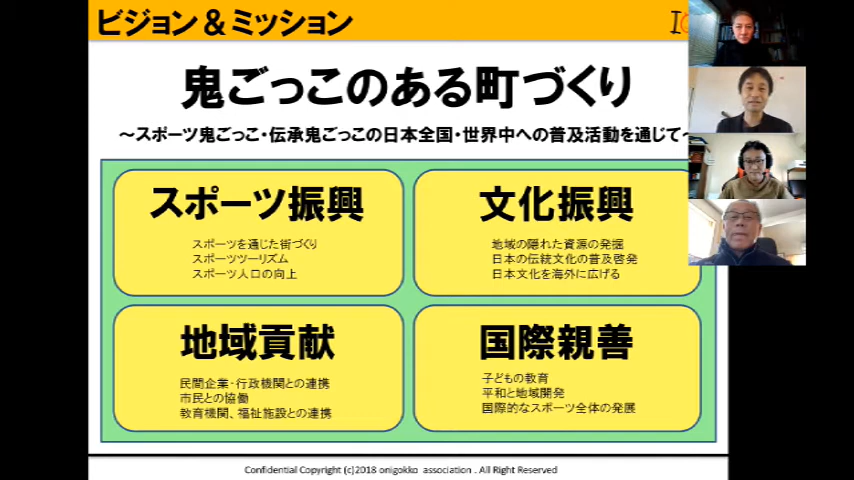 ビジョン＆ミッション
鬼ごっこのある町づくり
～スポーツ鬼ごっこ・伝承鬼ごっこの日本全国・世界中への普及活動を通じて～
スポーツ振興
スポーツを通じた街づくり
スポーツツーリズム
スポーツ人口の向上
文化振興
地域の隠れた資源の発掘
日本の伝統文化の普及啓発
日本文化を海外に広げる
地域貢献
民間企業・行政機関との連携
市民との協働
教育機関、福祉施設との連携
国際親善
子どもの教育
平和と地域開発
国際的なスポーツ全体の発展
Confidential Copyright (c)2018 onigokko association . All Right Reserved